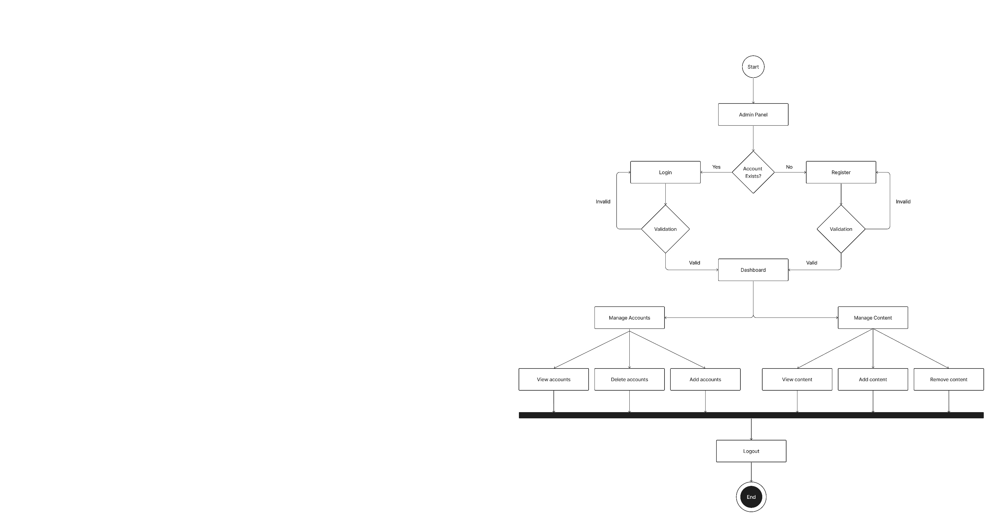 Start
Admin Panel
Account
Exists?
Yes
No
Login
Register
Invalid
Invalid
Validation
Validation
Valid
Valid
Dashboard
Manage Accounts
Manage Content
View accounts
Delete accounts
Add accounts
View content
Add content
Remove content
Logout
End